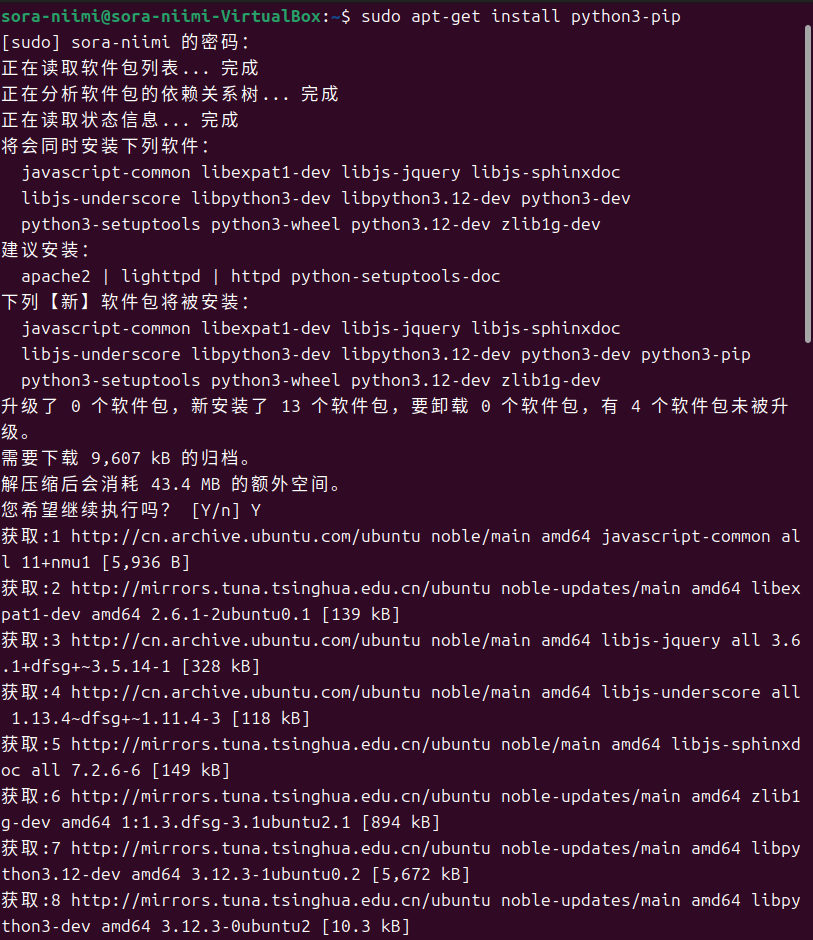 sora-niimi@sora-niimi-VirtualBox:~$ sudo apt-get install python3-pip
[sudo] sora-niimi 的密码：
正在读取软件包列表... 完成
正在分析软件包的依赖关系树... 完成
正在读取状态信息... 完成
将会同时安装下列软件：
  javascript-common libexpat1-dev libjs-jquery libjs-sphinxdoc
  libjs-underscore libpython3-dev libpython3.12-dev python3-dev
  python3-setuptools python3-wheel python3.12-dev zlib1g-dev
建议安装：
  apache2 | lighttpd | httpd python-setuptools-doc
下列【新】软件包将被安装：
  javascript-common libexpat1-dev libjs-jquery libjs-sphinxdoc
  libjs-underscore libpython3-dev libpython3.12-dev python3-dev python3-pip
  python3-setuptools python3-wheel python3.12-dev zlib1g-dev
升级了 0 个软件包，新安装了 13 个软件包，要卸载 0 个软件包，有 4 个软件包未被升
级。
需要下载 9,607 kB 的归档。
解压缩后会消耗 43.4 MB 的额外空间。
您希望继续执行吗？ [Y/n] Y
获取:1 http://cn.archive.ubuntu.com/ubuntu noble/main amd64 javascript-common al
l 11+nmu1 [5,936 B]
获取:2 http://mirrors.tuna.tsinghua.edu.cn/ubuntu noble-updates/main amd64 libex
pat1-dev amd64 2.6.1-2ubuntu0.1 [139 kB]
获取:3 http://cn.archive.ubuntu.com/ubuntu noble/main amd64 libjs-jquery all 3.6
.1+dfsg+~3.5.14-1 [328 kB]
获取:4 http://cn.archive.ubuntu.com/ubuntu noble/main amd64 libjs-underscore all
 1.13.4~dfsg+~1.11.4-3 [118 kB]
获取:5 http://mirrors.tuna.tsinghua.edu.cn/ubuntu noble/main amd64 libjs-sphinxd
oc all 7.2.6-6 [149 kB]
获取:6 http://mirrors.tuna.tsinghua.edu.cn/ubuntu noble-updates/main amd64 zlib1
g-dev amd64 1:1.3.dfsg-3.1ubuntu2.1 [894 kB]
获取:7 http://mirrors.tuna.tsinghua.edu.cn/ubuntu noble-updates/main amd64 libpy
thon3.12-dev amd64 3.12.3-1ubuntu0.2 [5,672 kB]
获取:8 http://mirrors.tuna.tsinghua.edu.cn/ubuntu noble-updates/main amd64 libpy
thon3-dev amd64 3.12.3-0ubuntu2 [10.3 kB]